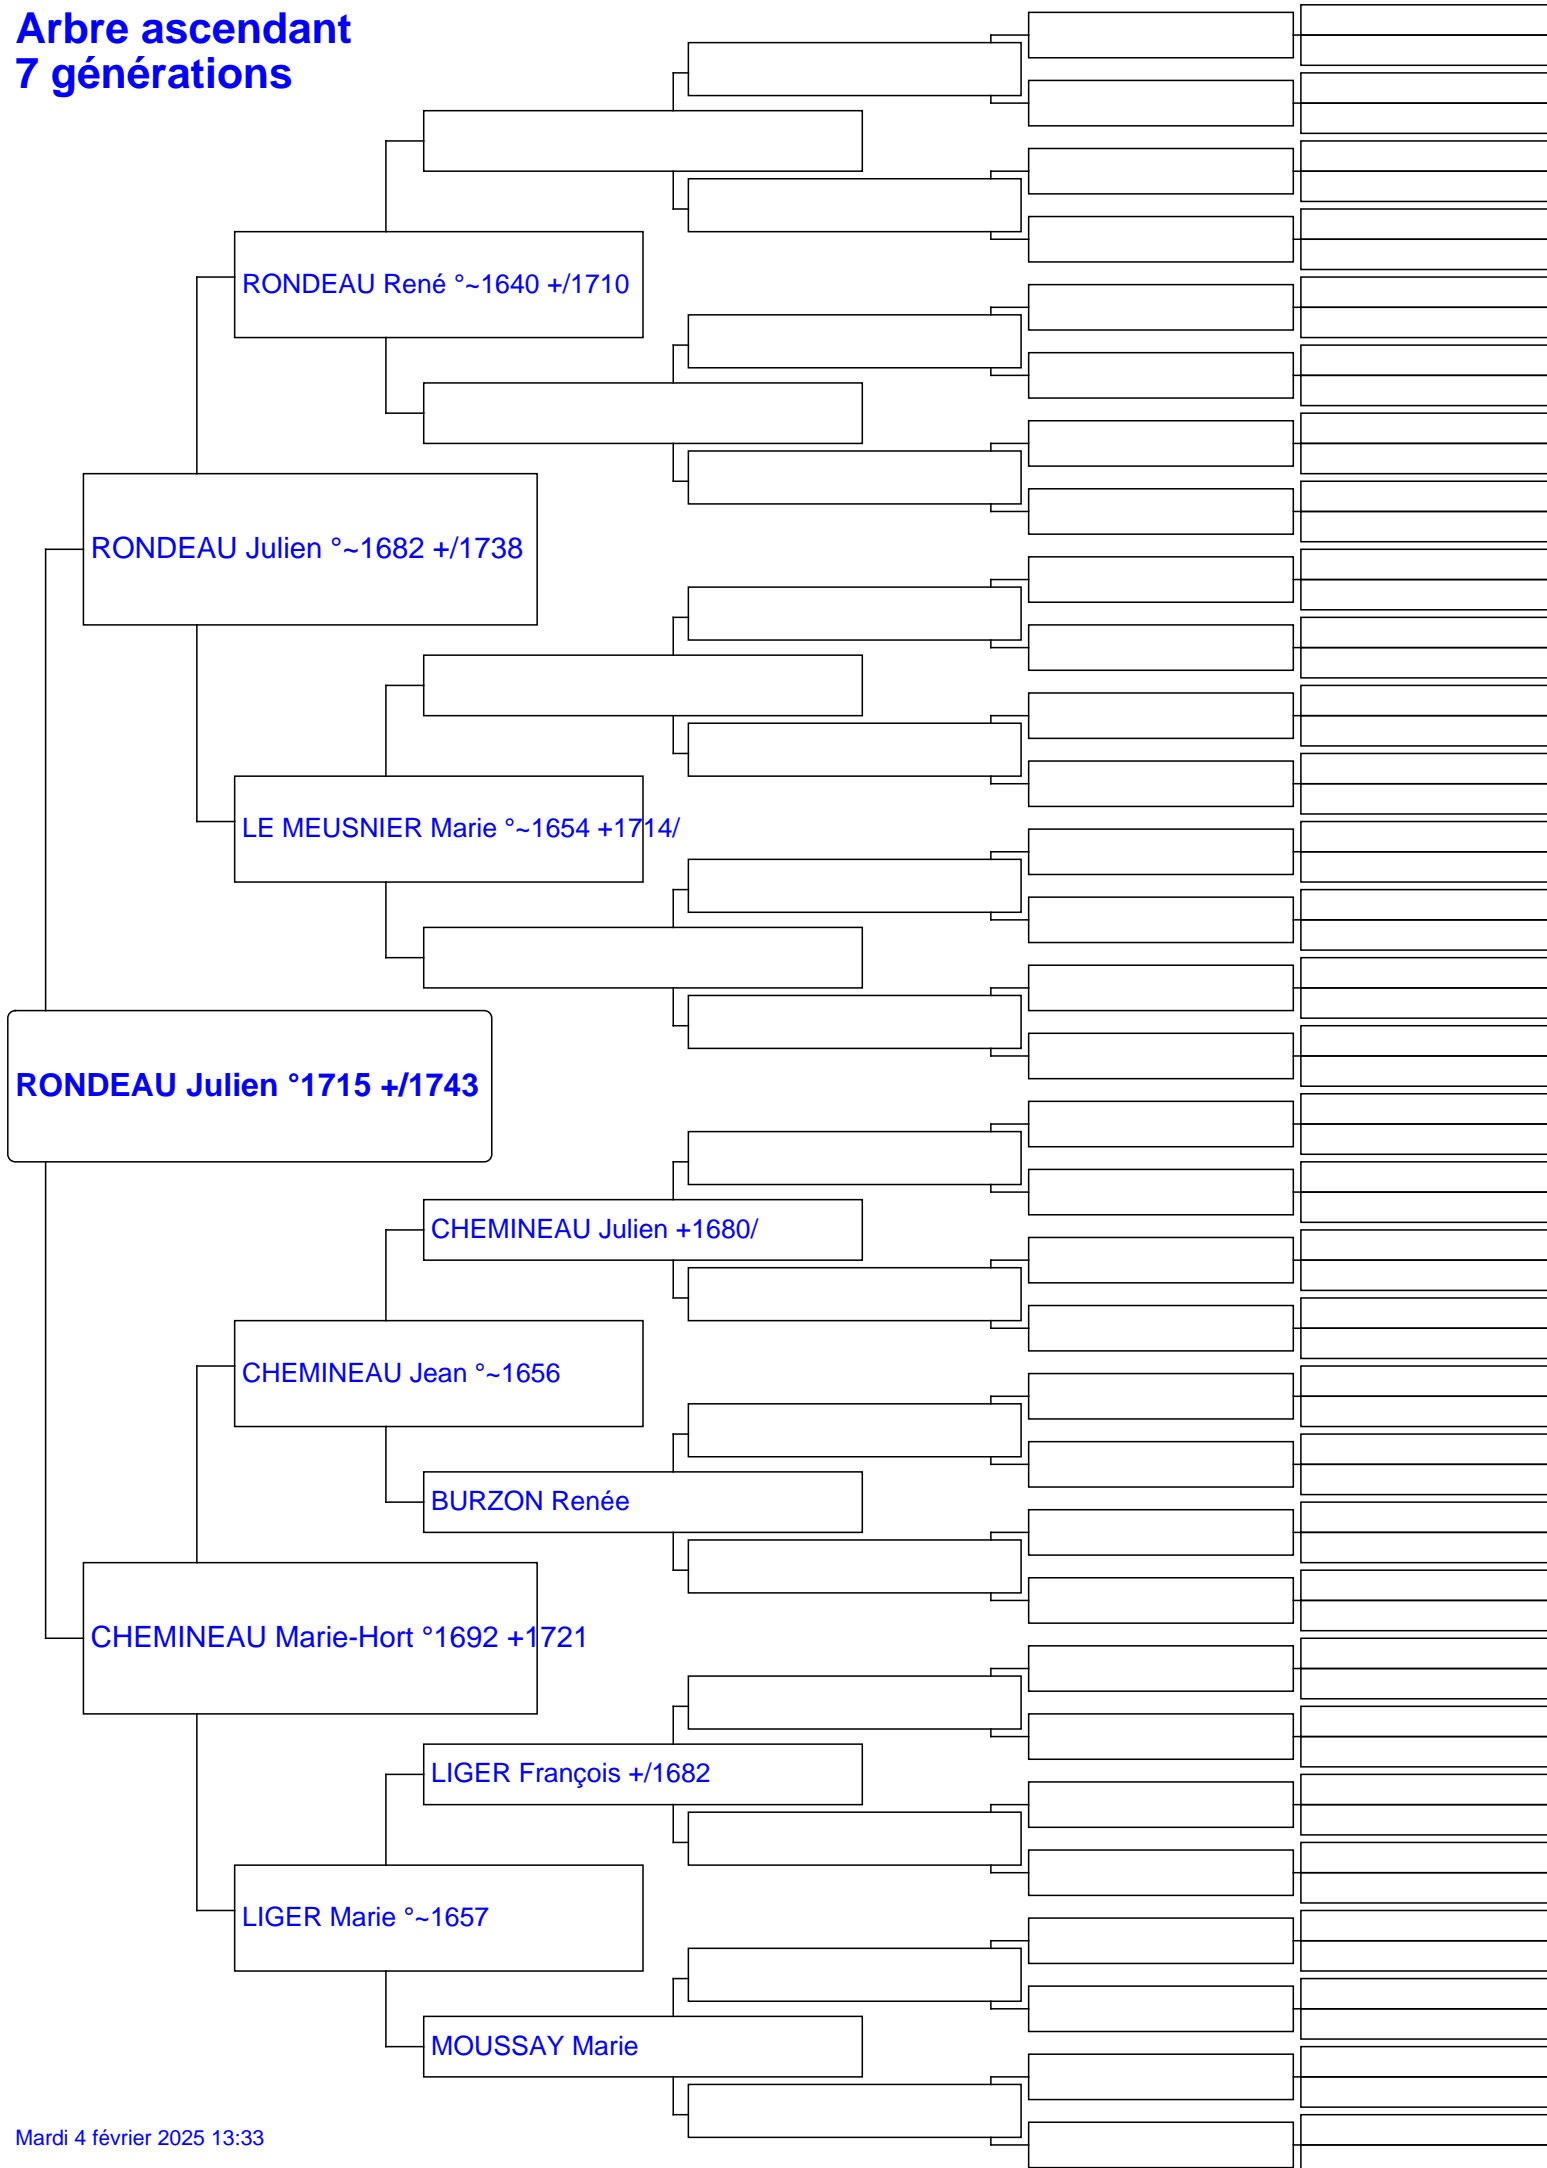 Arbre ascendant
7 générations
RONDEAU René °~1640 +/1710
RONDEAU Julien °~1682 +/1738
LE MEUSNIER Marie °~1654 +1714/
RONDEAU Julien °1715 +/1743
CHEMINEAU Julien +1680/
CHEMINEAU Jean °~1656
BURZON Renée
CHEMINEAU Marie-Hort °1692 +1721
LIGER François +/1682
LIGER Marie °~1657
MOUSSAY Marie
Mardi 4 février 2025 13:33